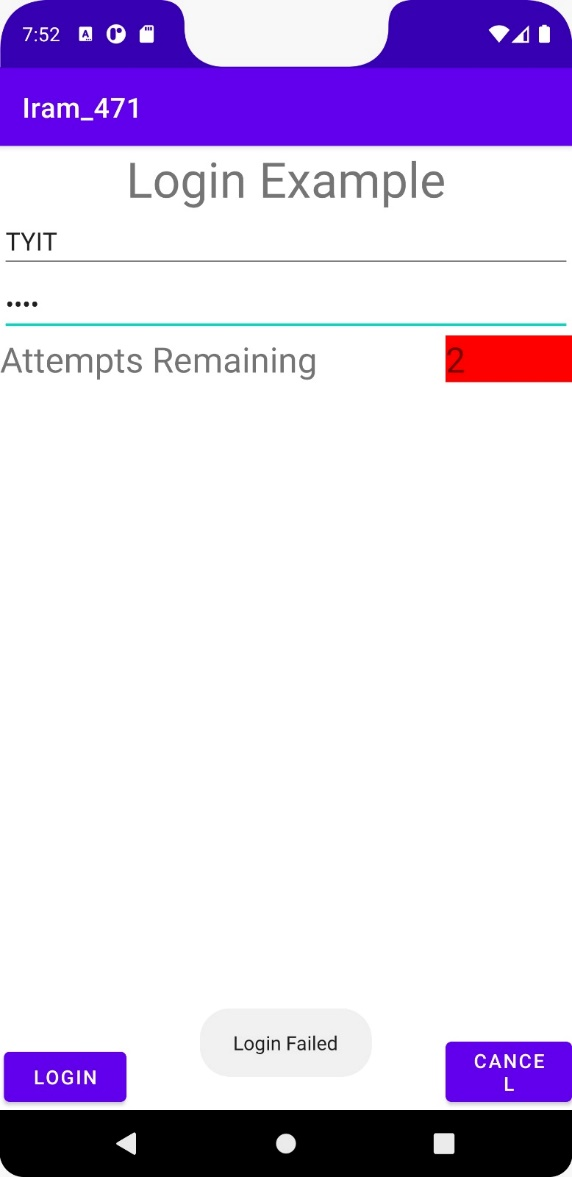 7:52
Iram_471
Login Example
TYIT
••••
Attempts Remaining 2
Login Failed
LOGIN
CANCE
L